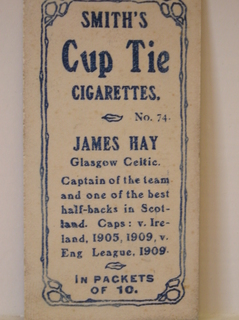 SMITH'S
Cup Tie
CIGARETTES.
No. 74.
JAMES HAY
Glasgow Celtic.
Captain of the team
and one of the best
half-backs in Scot-
land. Caps: v. Ire-
land, 1905, 1909, v.
Eng League, 1909.
IN PACKETS
OF 10.